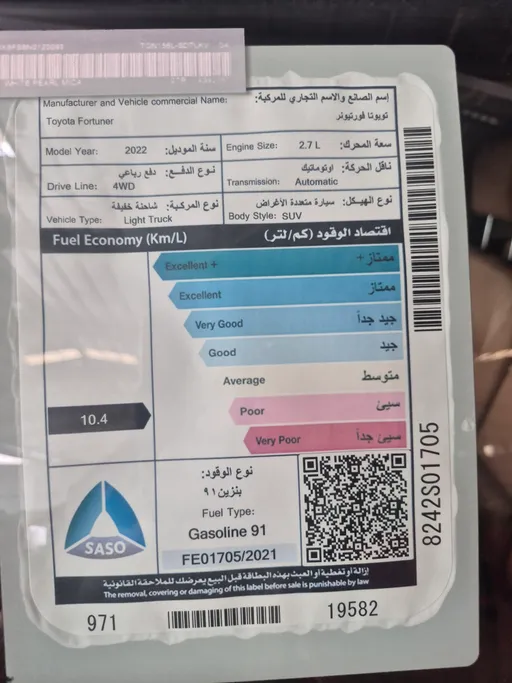 WHITE PEARL MICA
Manufacturer and Vehicle commercial Name: إسم الصانع والاسم التجاري للمركبة:
Toyota Fortuner تويوتا فورتيونر
Model Year: 2022 سنة الموديل: Engine Size: 2.7 L سعة المحرك:
نوع الدفع: دفع رباعي ناقل الحركة: اوتوماتيك
Drive Line: 4WD Transmission: Automatic
نوع المركبة: شاحنة خفيفة نوع الهيكل: سيارة متعددة الأغراض
Vehicle Type: Light Truck Body Style: SUV
Fuel Economy (Km/L) اقتصاد الوقود (كم/لتر)
Excellent + ممتاز +
Excellent ممتاز
Very Good جيد جداً
Good جيد
Average متوسط
10.4 Poor سيئ
Very Poor سيئ جداً
نوع الوقود:
بنزين ٩١
Fuel Type:
Gasoline 91
SASO
FE01705/2021
إزالة أو تغطية أو العبث بهذه البطاقة قبل البيع يعرضك للملاحقة القانونية
The removal, covering or damaging of this label before sale is punishable by law
971 19582
8242S01705